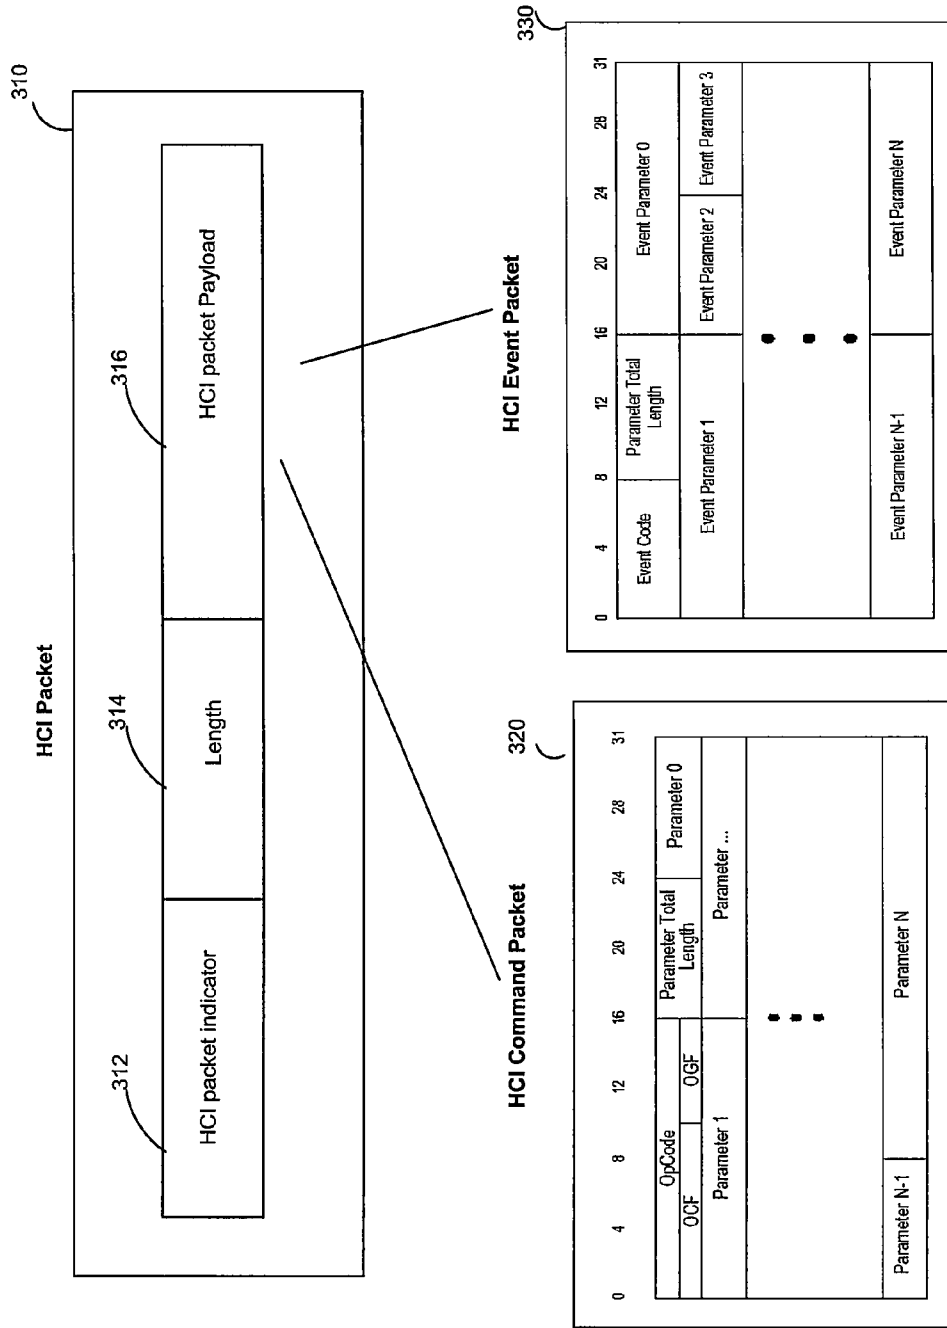 HCI Packet
310
312
314
316
HCI packet indicator
Length
HCI packet Payload
HCI Command Packet
HCI Event Packet
320
0 4 8 12 16 20 24 28 31
OpCode
Parameter Total
Length
Parameter 0
OCF
OGF
Parameter 1
Parameter ...
Parameter N-1
Parameter N
330
0 4 8 12 16 20 24 28 31
Event Code
Parameter Total
Length
Event Parameter 0
Event Parameter 1
Event Parameter 2
Event Parameter 3
Event Parameter N-1
Event Parameter N